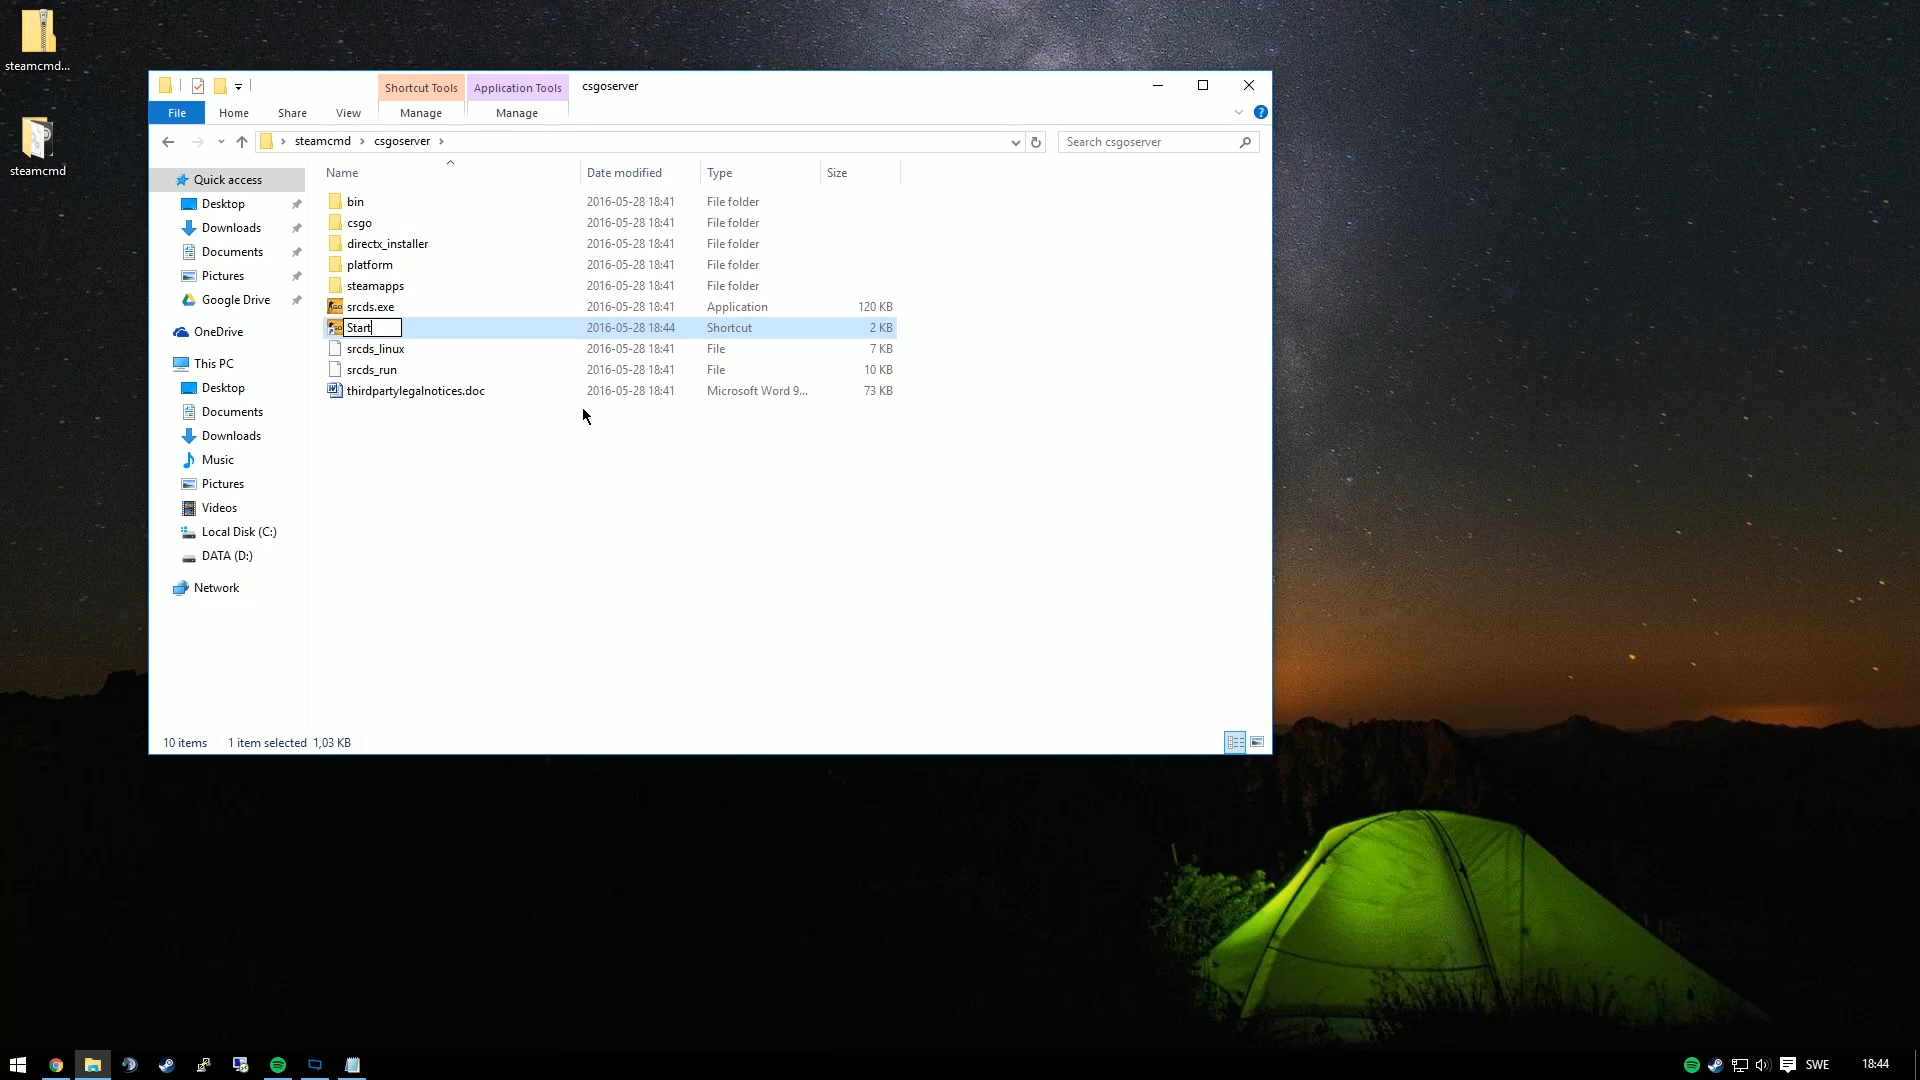 steamcmd...
steamcmd
Shortcut Tools
Application Tools
csgoserver
File
Home
Share
View
Manage
Manage
steamcmd
csgoserver
Search csgoserver
Name
Date modified
Type
Size
Quick access
Desktop
Downloads
Documents
Pictures
Google Drive
OneDrive
This PC
Desktop
Documents
Downloads
Music
Pictures
Videos
Local Disk (C:)
DATA (D:)
Network
bin 2016-05-28 18:41 File folder
csgo 2016-05-28 18:41 File folder
directx_installer 2016-05-28 18:41 File folder
platform 2016-05-28 18:41 File folder
steamapps 2016-05-28 18:41 File folder
srcds.exe 2016-05-28 18:41 Application 120 KB
Start 2016-05-28 18:44 Shortcut 2 KB
srcds_linux 2016-05-28 18:41 File 7 KB
srcds_run 2016-05-28 18:41 File 10 KB
thirdpartylegalnotices.doc 2016-05-28 18:41 Microsoft Word 9... 73 KB
10 items 1 item selected 1,03 KB
SWE
18:44